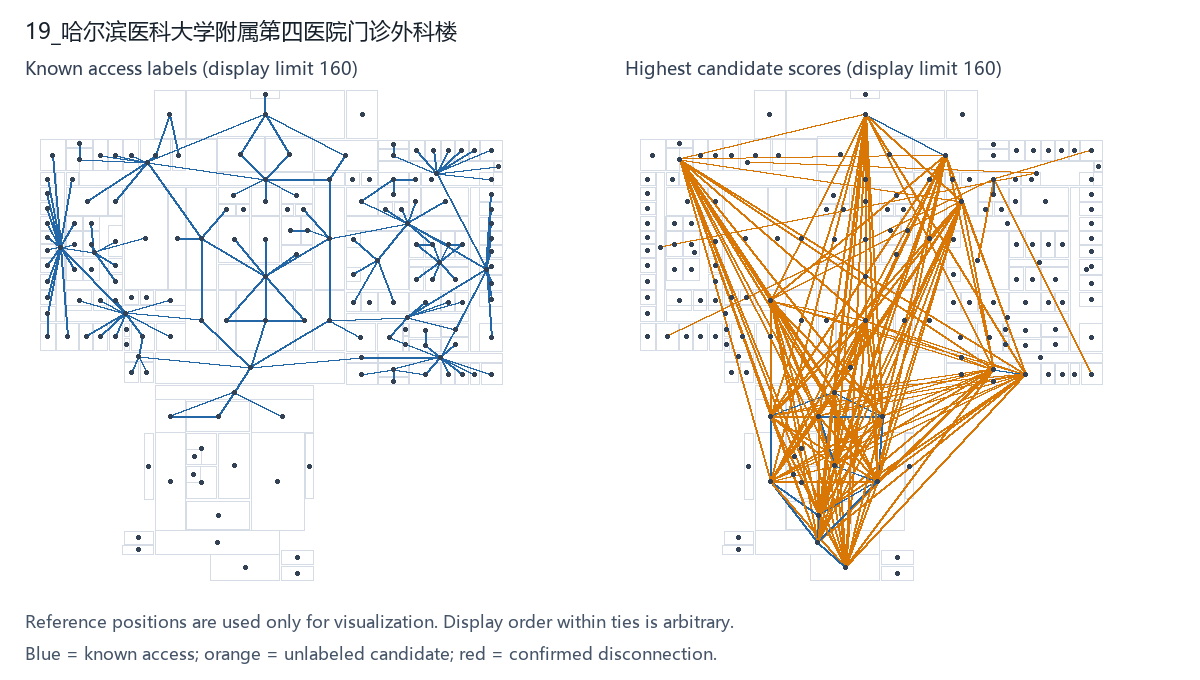 19_哈尔滨医科大学附属第四医院门诊外科楼
Known access labels (display limit 160)
Highest candidate scores (display limit 160)
Reference positions are used only for visualization. Display order within ties is arbitrary.
Blue = known access; orange = unlabeled candidate; red = confirmed disconnection.